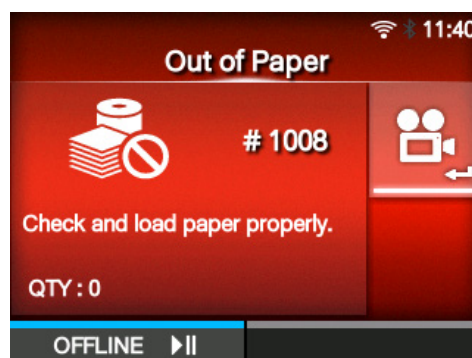 11:40
Out of Paper
# 1008
Check and load paper properly.
QTY : 0
OFFLINE